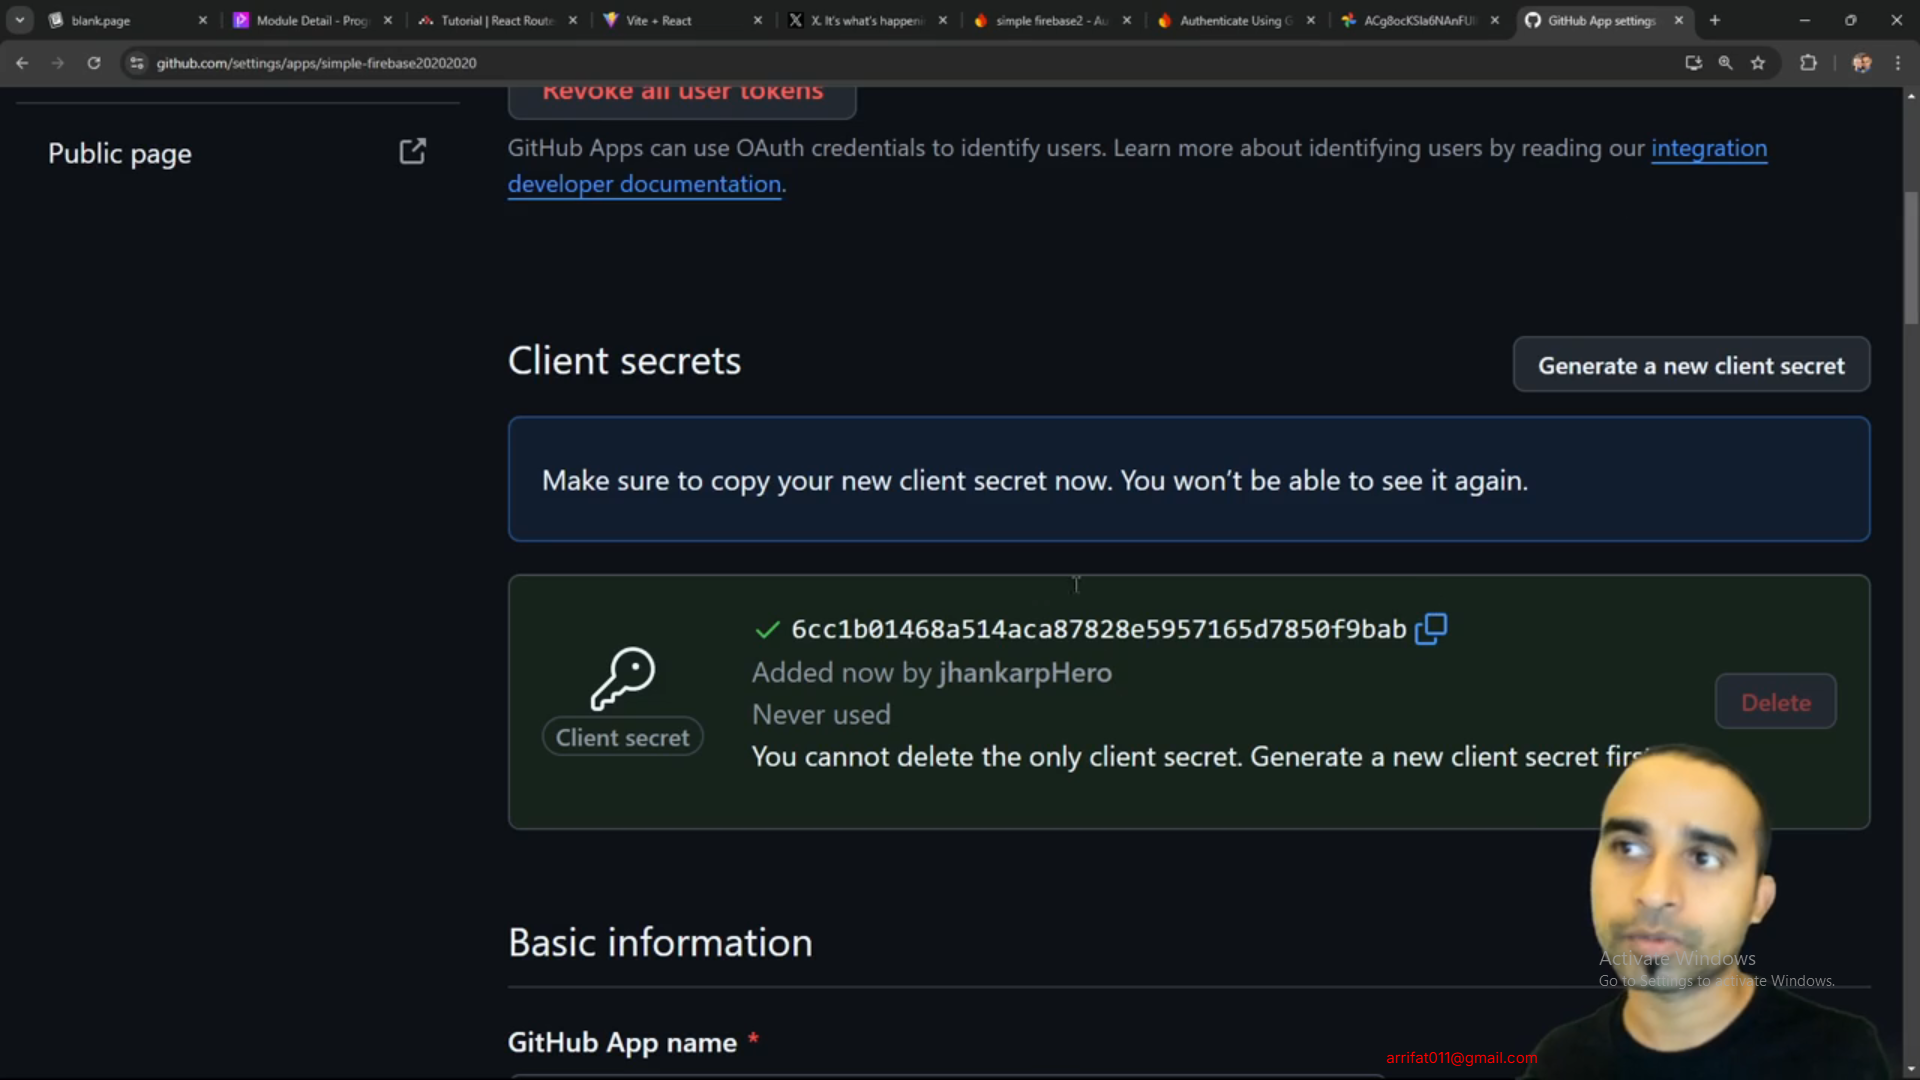 blank.page
Module Detail - Prog
Tutorial | React Route
Vite + React
X. It's what's happeni
simple firebase2 - Au
Authenticate Using G
ACg8ocKSla6NAnFUI
GitHub App settings
github.com/settings/apps/simple-firebase20202020
Revoke all user tokens
Public page
GitHub Apps can use OAuth credentials to identify users. Learn more about identifying users by reading our integration
developer documentation.
Client secrets
Generate a new client secret
Make sure to copy your new client secret now. You won't be able to see it again.
6cc1b01468a514aca87828e5957165d7850f9bab
Added now by jhankarpHero
Never used
Client secret
Delete
You cannot delete the only client secret. Generate a new client secret firs
Basic information
Activate Windows
Go to Settings to activate Windows.
GitHub App name *
arrifat011@gmail.com